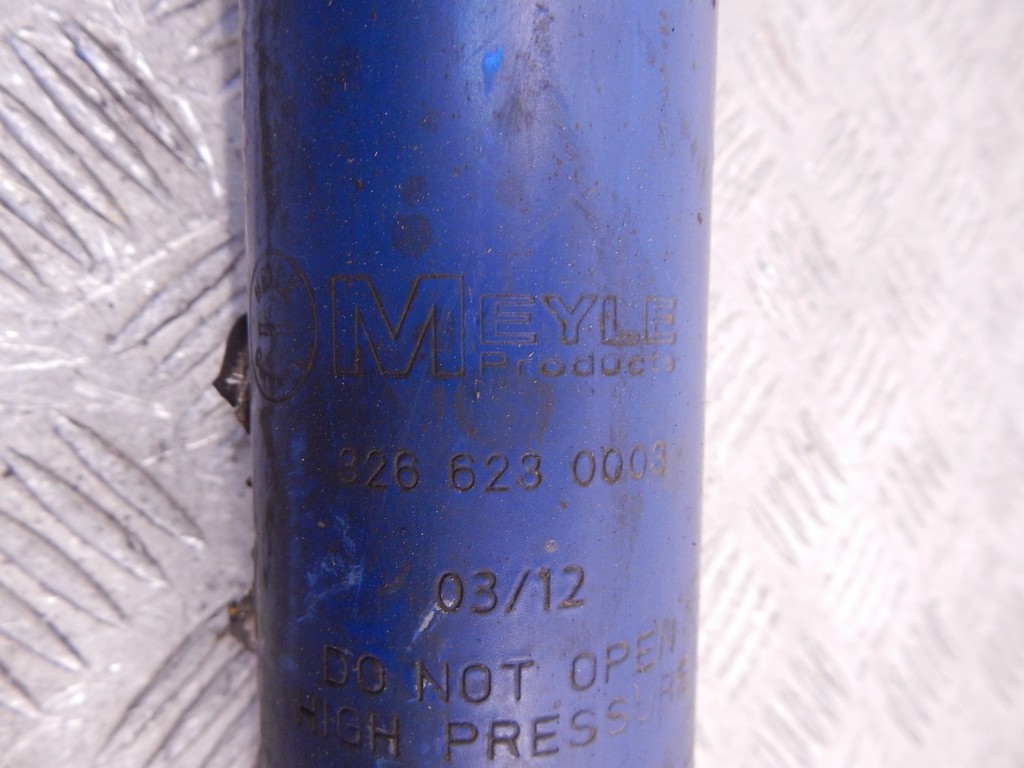 MEYLE
Products
326 623 0003
03/12
DO NOT OPEN
HIGH PRESSURE